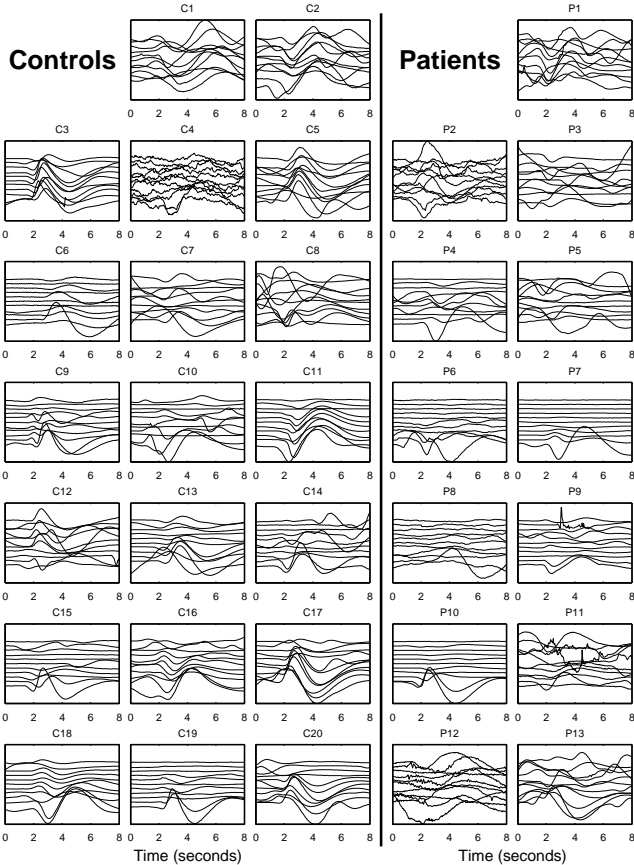 C1 C2 P1
Controls Patients
0 2 4 6 8 0 2 4 6 8 0 2 4 6 8
C3 C4 C5 P2 P3
0 2 4 6 8 0 2 4 6 8 0 2 4 6 8 0 2 4 6 8 0 2 4 6 8
C6 C7 C8 P4 P5
0 2 4 6 8 0 2 4 6 8 0 2 4 6 8 0 2 4 6 8 0 2 4 6 8
C9 C10 C11 P6 P7
0 2 4 6 8 0 2 4 6 8 0 2 4 6 8 0 2 4 6 8 0 2 4 6 8
C12 C13 C14 P8 P9
0 2 4 6 8 0 2 4 6 8 0 2 4 6 8 0 2 4 6 8 0 2 4 6 8
C15 C16 C17 P10 P11
0 2 4 6 8 0 2 4 6 8 0 2 4 6 8 0 2 4 6 8 0 2 4 6 8
C18 C19 C20 P12 P13
0 2 4 6 8 0 2 4 6 8 0 2 4 6 8 0 2 4 6 8 0 2 4 6 8
Time (seconds) Time (seconds)